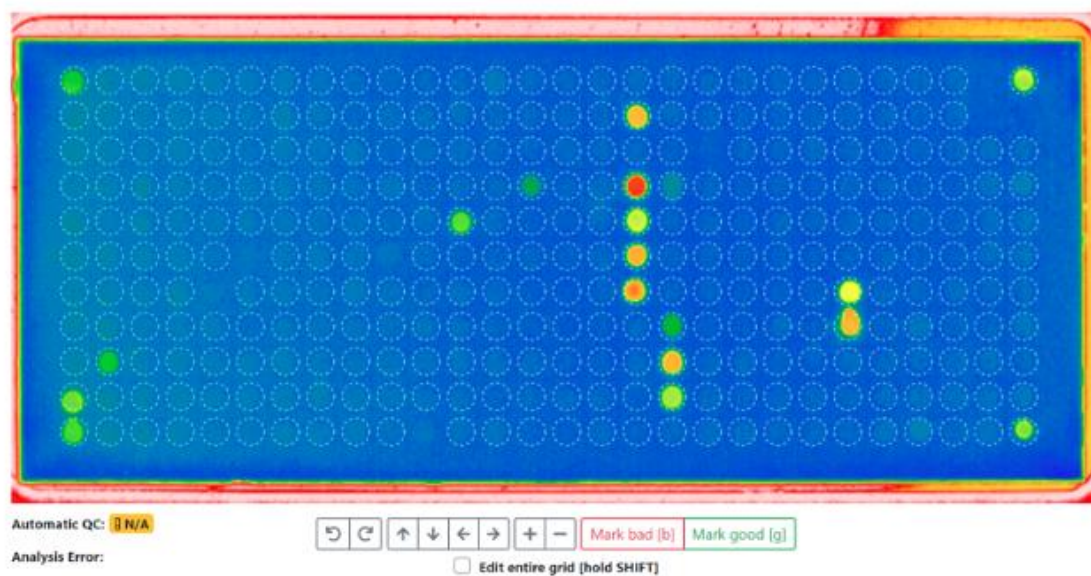 Automatic QC: N/A
Mark bad [b] Mark good [g]
Analysis Error:
Edit entire grid [hold SHIFT]